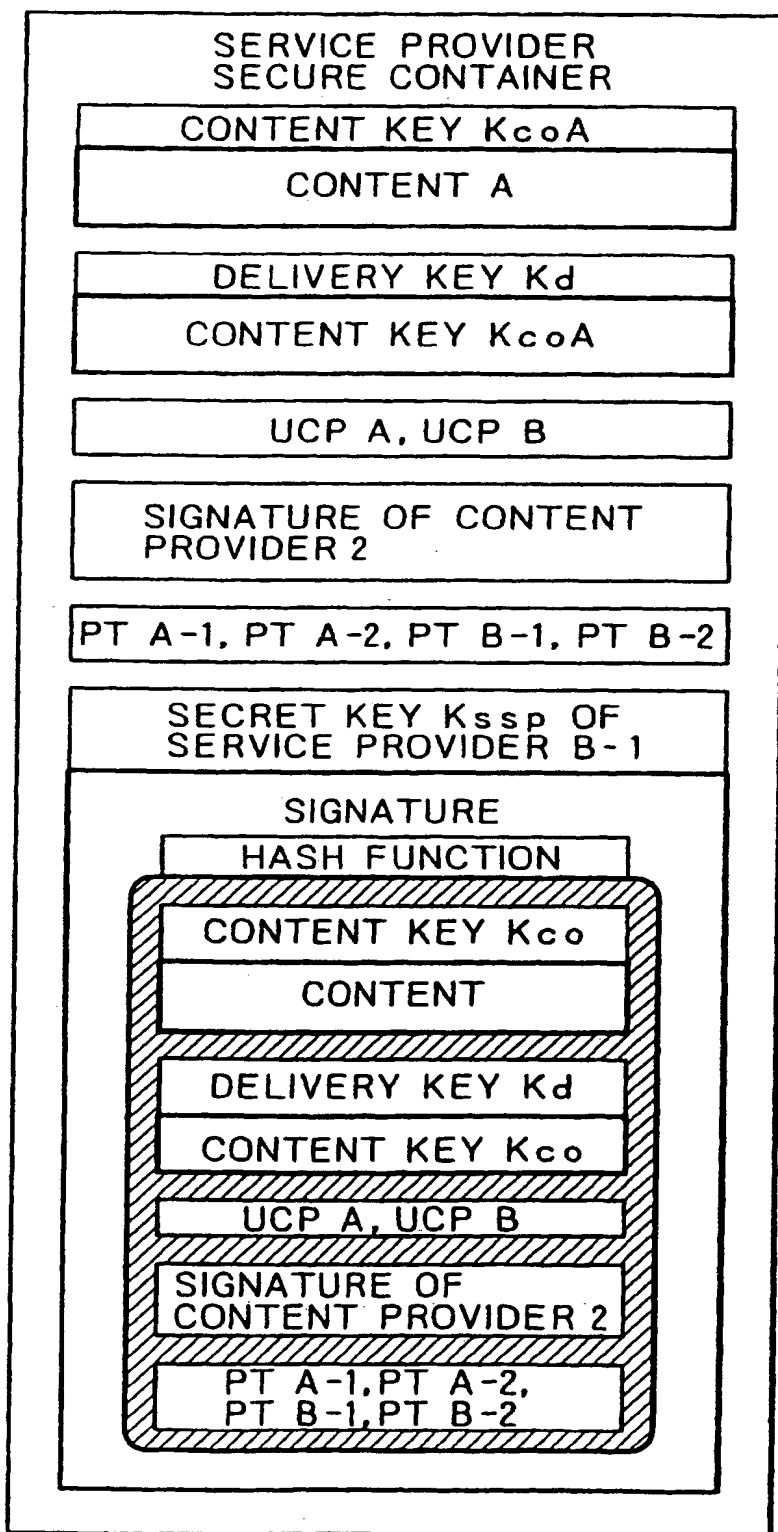 SERVICE PROVIDER
SECURE CONTAINER
CONTENT KEY KcoA
CONTENT A
DELIVERY KEY Kd
CONTENT KEY KcoA
UCP A, UCP B
SIGNATURE OF CONTENT
PROVIDER 2
PT A-1, PT A-2, PT B-1, PT B-2
SECRET KEY Kssp OF
SERVICE PROVIDER B-1
SIGNATURE
HASH FUNCTION
CONTENT KEY Kco
CONTENT
DELIVERY KEY Kd
CONTENT KEY Kco
UCP A, UCP B
SIGNATURE OF
CONTENT PROVIDER 2
PT A-1, PT A-2,
PT B-1, PT B-2